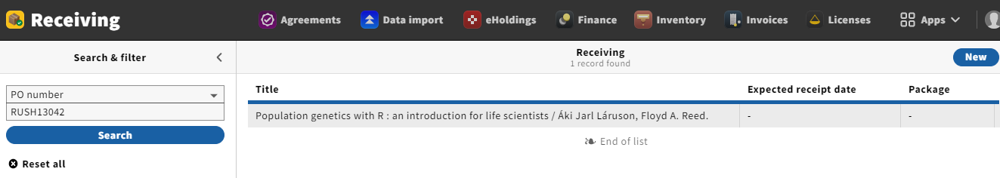 Receiving
Agreements
Data import
eHoldings
Finance
Inventory
Invoices
Licenses
Apps
Search & filter
Receiving
1 record found
New
PO number
RUSH13042
Search
Reset all
Title Expected receipt date Package
Population genetics with R : an introduction for life scientists / Áki Jarl Láruson, Floyd A. Reed. - -
End of list